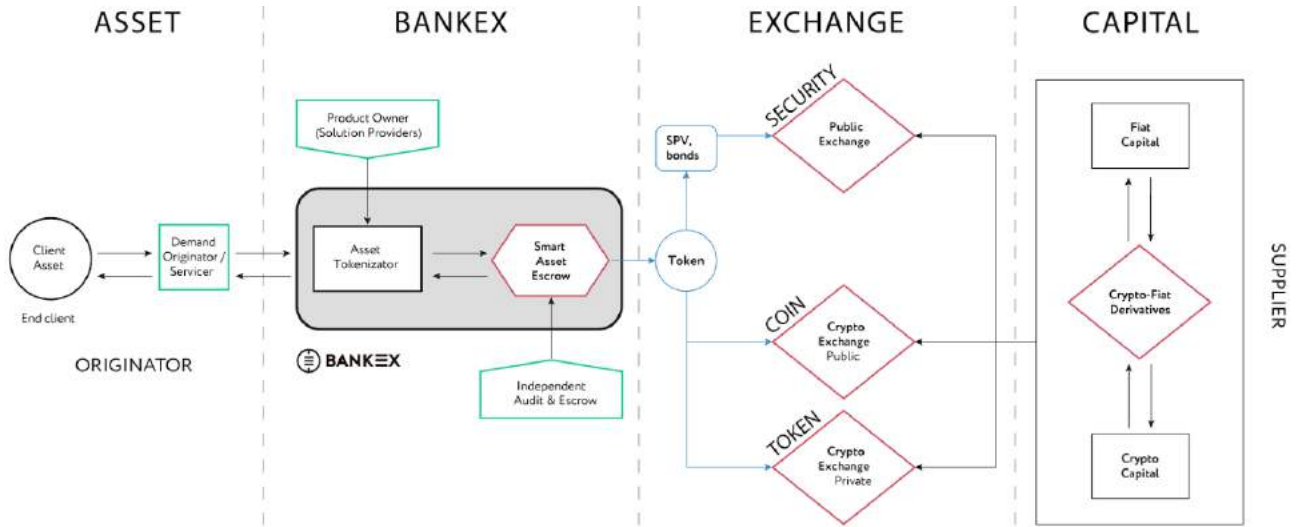 ASSET
BANKEX
EXCHANGE
CAPITAL
Product Owner
(Solution Providers)
Client
Asset
End client
Demand
Originator /
Servicer
ORIGINATOR
Asset
Tokenizator
Smart
Asset
Escrow
BANKEX
Independent
Audit & Escrow
SPV,
bonds
Token
SECURITY
Public
Exchange
COIN
Crypto
Exchange
Public
TOKEN
Crypto
Exchange
Private
Fiat
Capital
Crypto-Fiat
Derivatives
Crypto
Capital
SUPPLIER